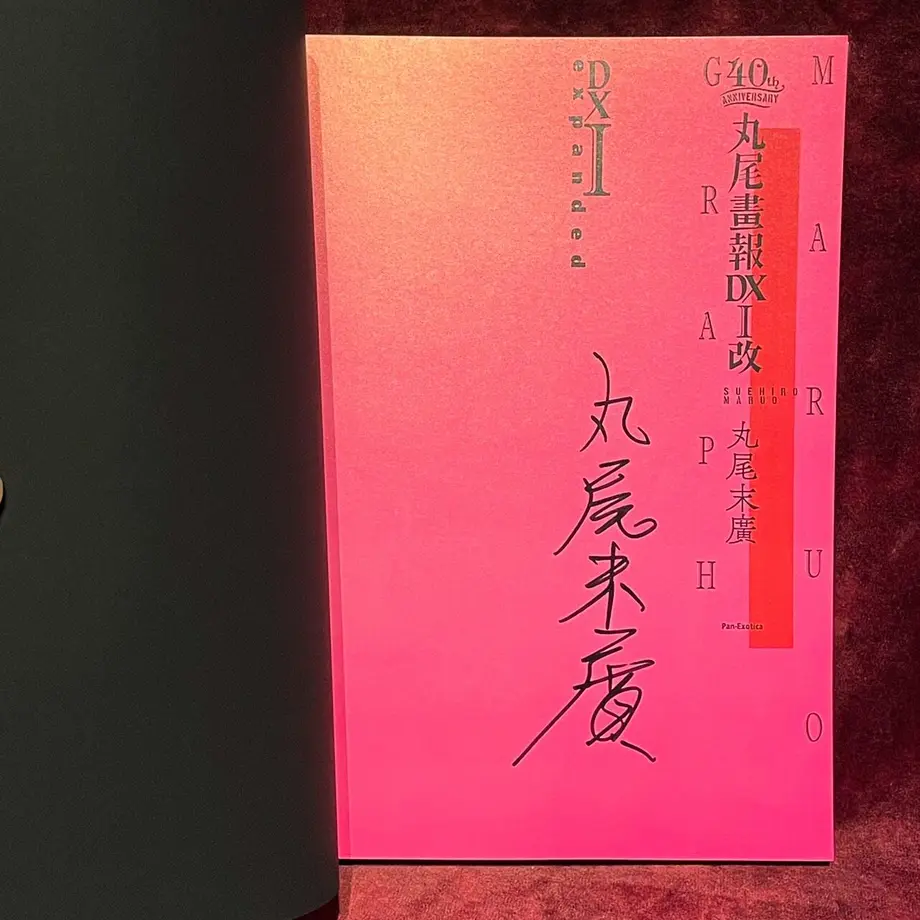 MARUO
GRAPH
40th
ANNIVERSARY
丸尾畫報DXI改
SUEHIRO
MARUO
丸尾末廣
Pan-Exotica
DXI
expanded
丸尾末廣